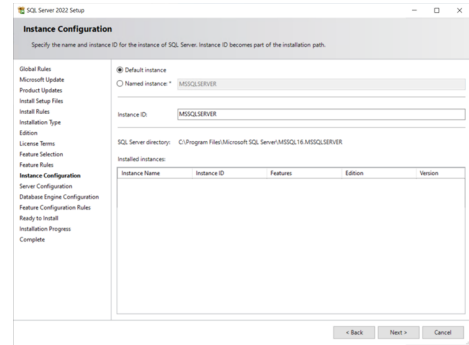 SQL Server 2022 Setup
Instance Configuration
Specify the name and instance ID for the instance of SQL Server. Instance ID becomes part of the installation path.
Global Rules
Microsoft Update
Product Updates
Install Setup Files
Install Rules
Installation Type
Edition
License Terms
Feature Selection
Feature Rules
Instance Configuration
Server Configuration
Database Engine Configuration
Feature Configuration Rules
Ready to Install
Installation Progress
Complete
Default instance
Named instance: * MSSQLSERVER
Instance ID: MSSQLSERVER
SQL Server directory: C:\Program Files\Microsoft SQL Server\MSSQL16.MSSQLSERVER
Installed instances:
Instance Name Instance ID Features Edition Version
< Back Next > Cancel